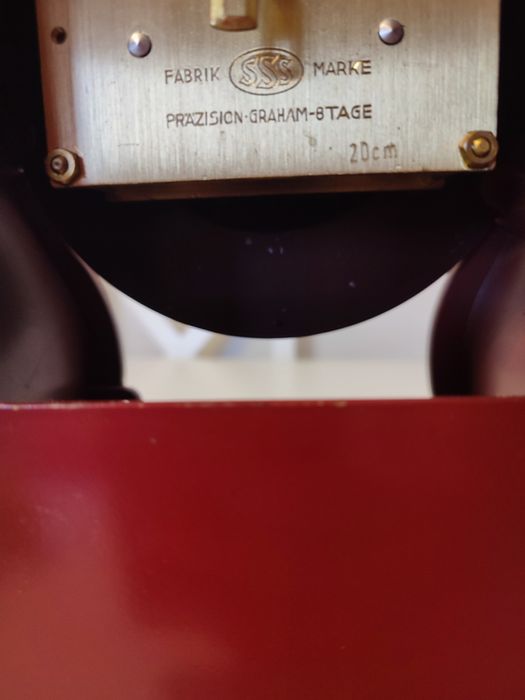 FABRIK SSS MARKE
PRÄZISION-GRAHAM-8TAGE
20cm